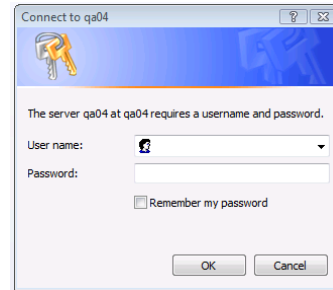 Connect to qa04
The server qa04 at qa04 requires a username and password.
User name:
Password:
Remember my password
OK
Cancel